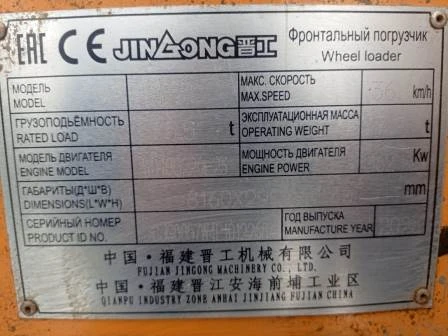 EAC CE JINGONG晋工 Фронтальный погрузчик
Wheel loader
МОДЕЛЬ МАКС. СКОРОСТЬ
MODEL MAX.SPEED km/h
ГРУЗОПОДЪЁМНОСТЬ ЭКСПЛУАТАЦИОННАЯ МАССА
RATED LOAD t OPERATING WEIGHT t
МОДЕЛЬ ДВИГАТЕЛЯ МОЩНОСТЬ ДВИГАТЕЛЯ
ENGINE MODEL ENGINE POWER Kw
ГАБАРИТЫ(Д*Ш*В)
DIMENSIONS(L*W*H) mm
СЕРИЙНЫЙ НОМЕР ГОД ВЫПУСКА
PRODUCT ID NO. MANUFACTURE YEAR
中国·福建晋工机械有限公司
FUJIAN JINGONG MACHINERY CO., LTD.
中国·福建晋江安海前埔工业区
QIANPU INDUSTRY ZONE ANHAI JINJIANG FUJIAN CHINA